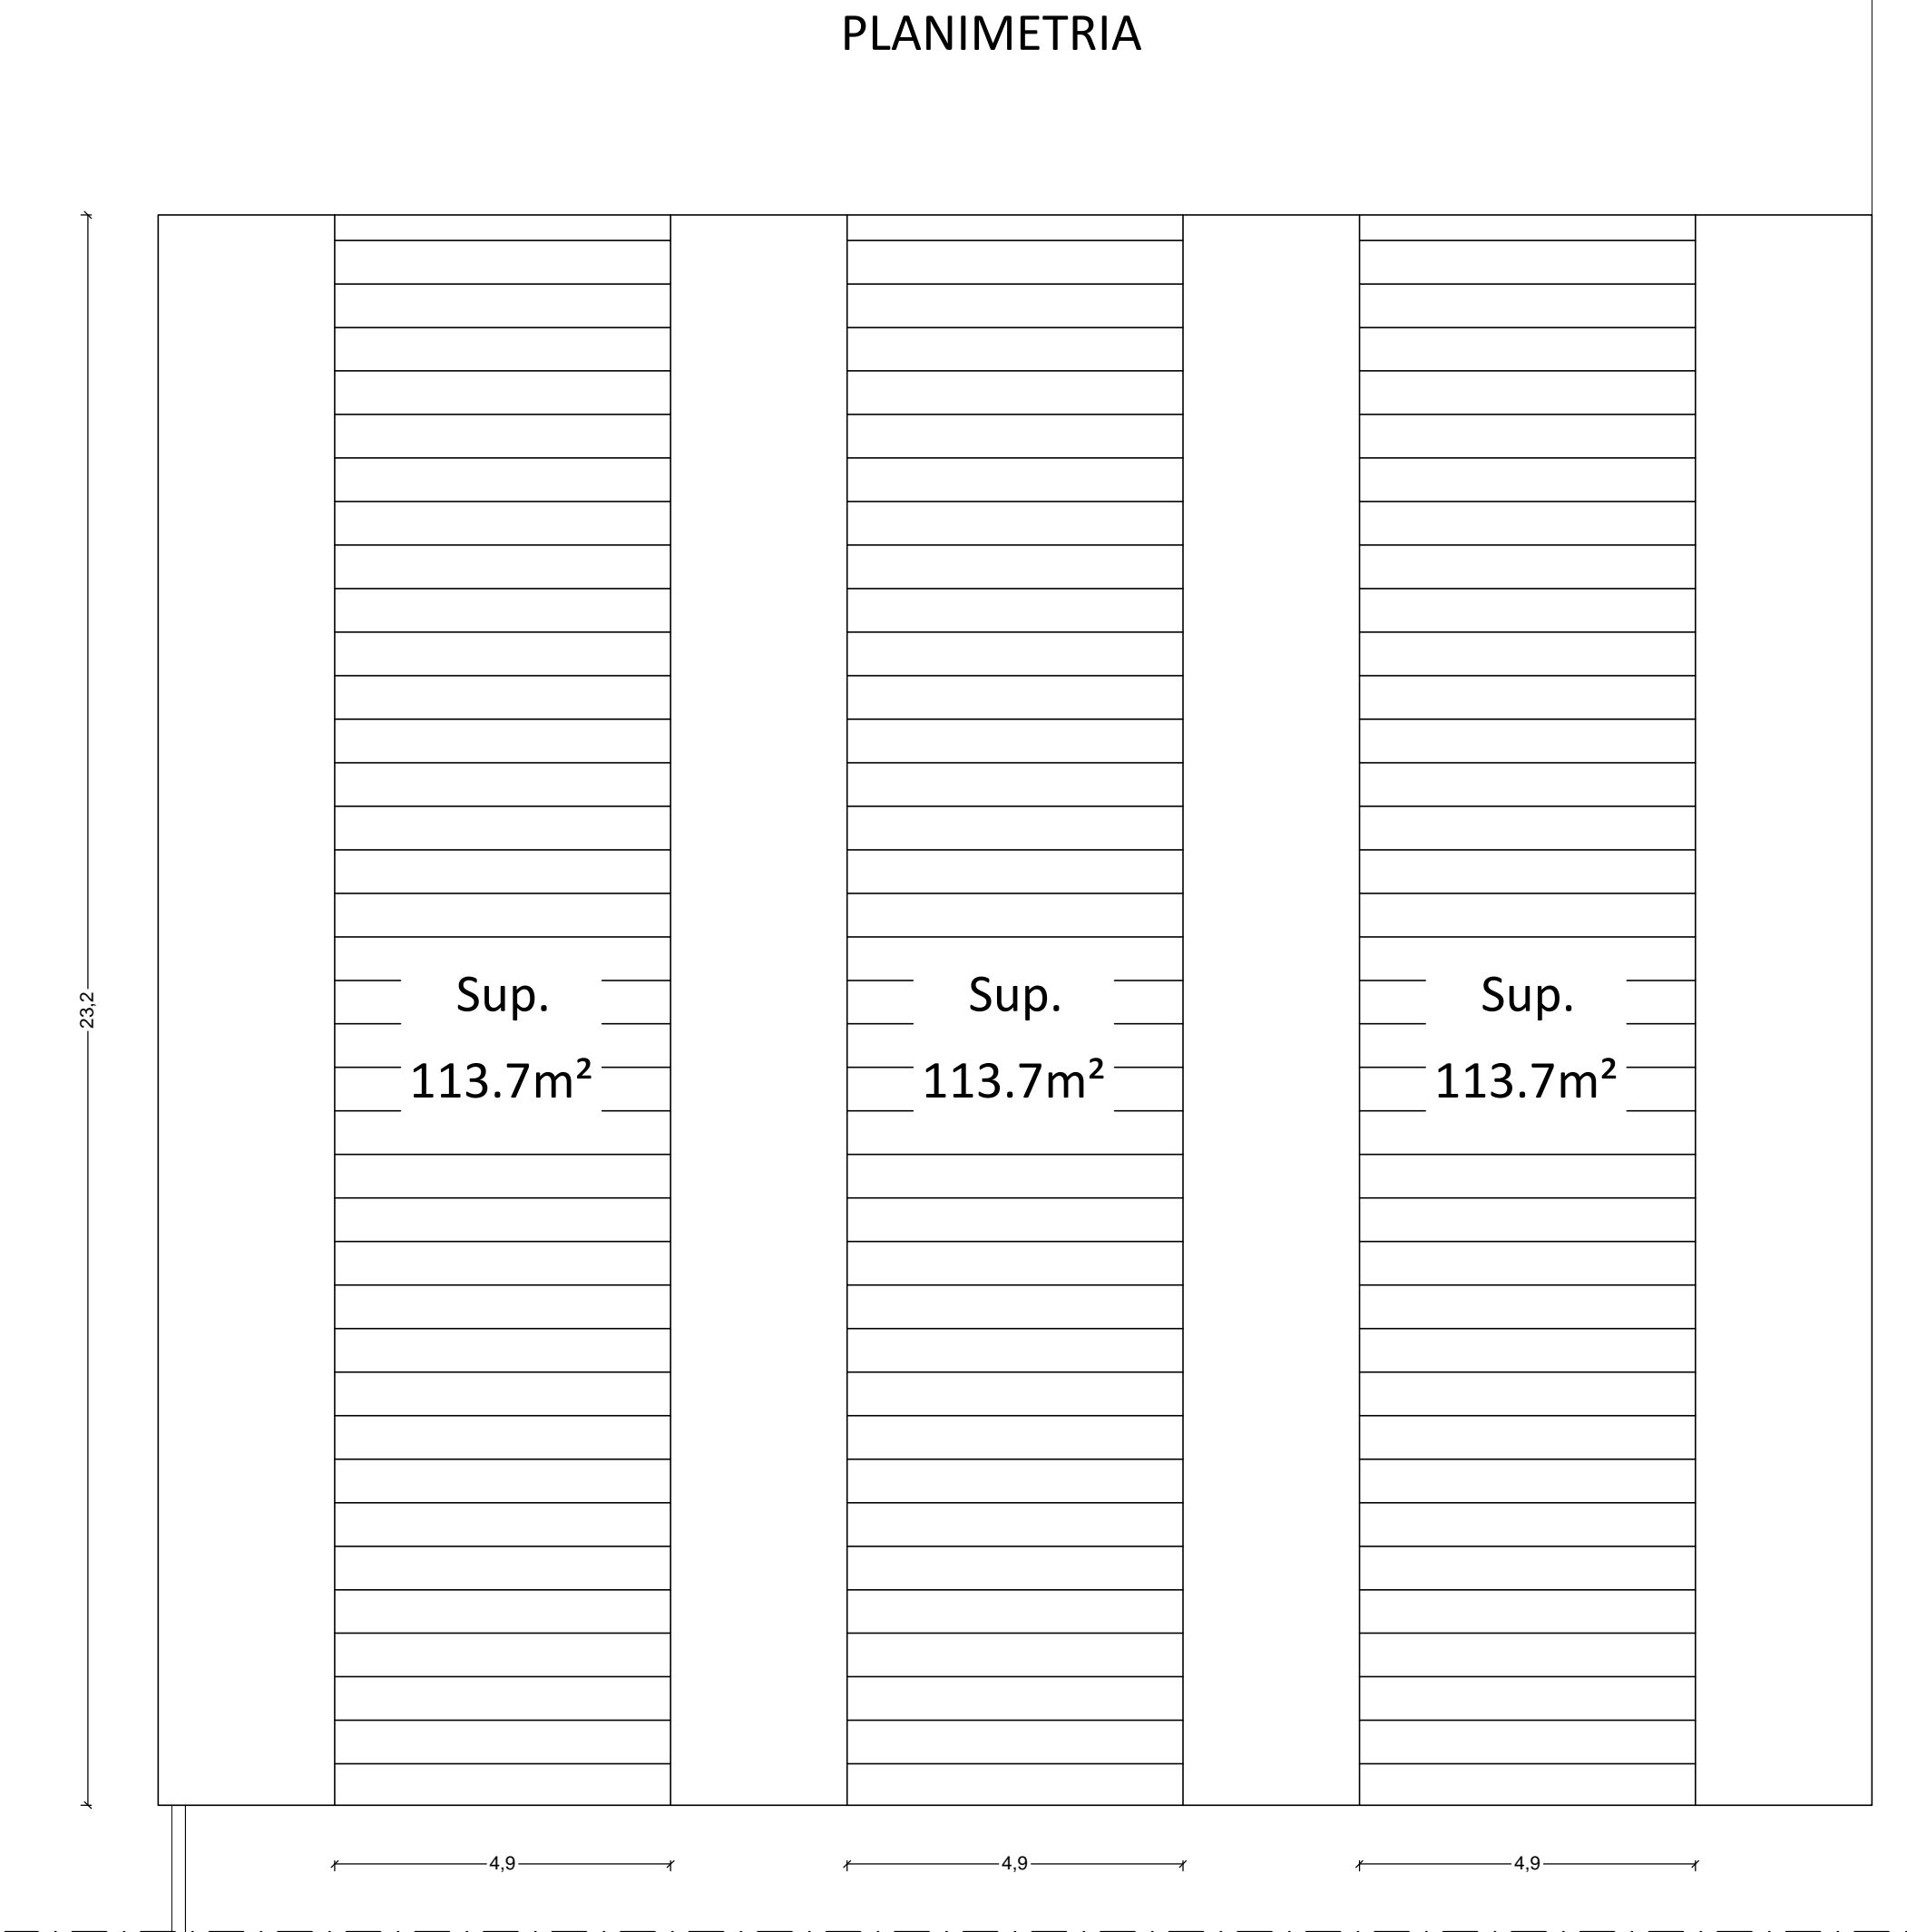 PLANIMETRIA
23,2
Sup.
113.7m²
Sup.
113.7m²
Sup.
113.7m²
4,9
4,9
4,9